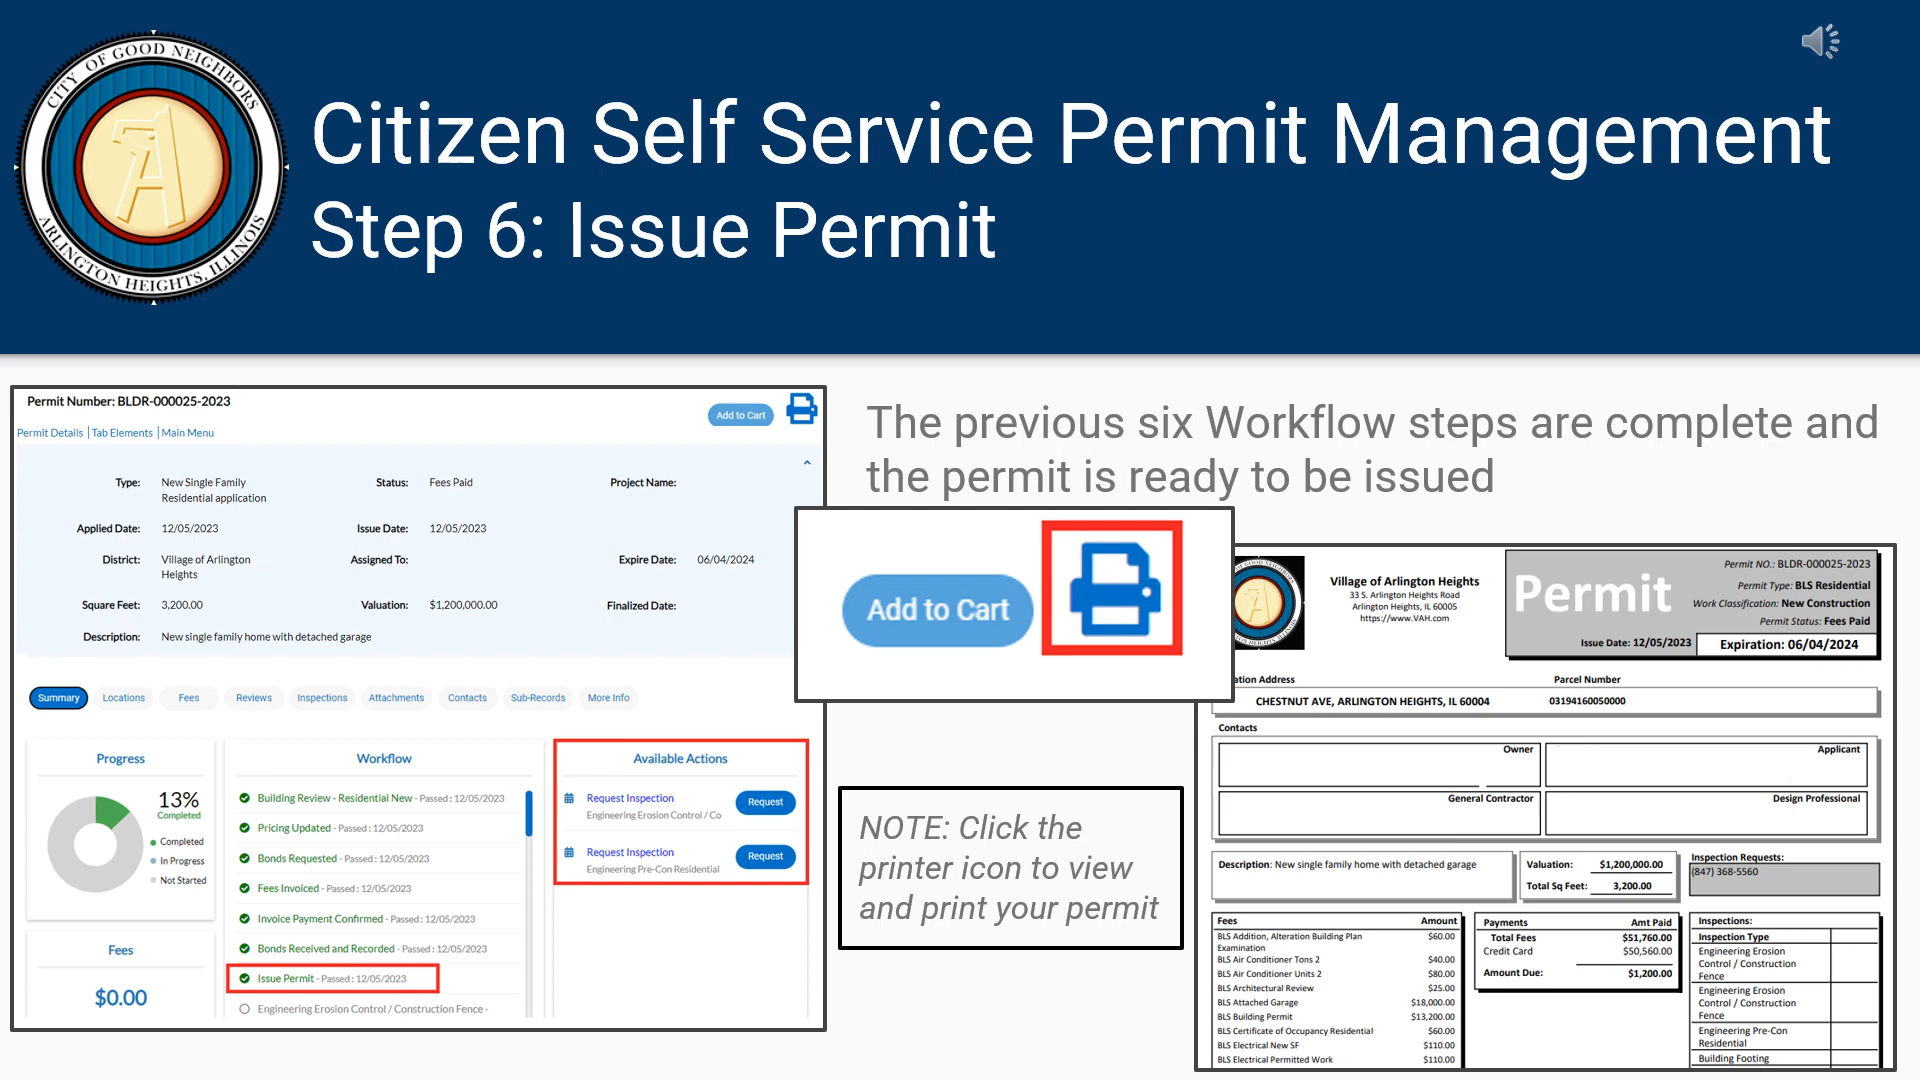 CITY OF GOOD NEIGHBORS
ARLINGTON HEIGHTS, ILLINOIS
Citizen Self Service Permit Management
Step 6: Issue Permit
Permit Number: BLDR-000025-2023
Add to Cart
Permit Details | Tab Elements | Main Menu
Type: New Single Family Status: Fees Paid Project Name:
Residential application
Applied Date: 12/05/2023 Issue Date: 12/05/2023
District: Village of Arlington Assigned To: Expire Date: 06/04/2024
Heights
Square Feet: 3,200.00 Valuation: $1,200,000.00 Finalized Date:
Description: New single family home with detached garage
Summary Locations Fees Reviews Inspections Attachments Contacts Sub-Records More Info
Progress
13%
Completed
Completed
In Progress
Not Started
Fees
$0.00
Workflow
Building Review - Residential New - Passed : 12/05/2023
Pricing Updated - Passed : 12/05/2023
Bonds Requested - Passed : 12/05/2023
Fees Invoiced - Passed : 12/05/2023
Invoice Payment Confirmed - Passed : 12/05/2023
Bonds Received and Recorded - Passed : 12/05/2023
Issue Permit - Passed : 12/05/2023
Engineering Erosion Control / Construction Fence -
Available Actions
Request Inspection Request
Engineering Erosion Control / Co
Request Inspection Request
Engineering Pre-Con Residential
The previous six Workflow steps are complete and
the permit is ready to be issued
Add to Cart
NOTE: Click the
printer icon to view
and print your permit
Village of Arlington Heights
33 S. Arlington Heights Road
Arlington Heights, IL 60005
https://www.VAH.com
Permit
Permit NO.: BLDR-000025-2023
Permit Type: BLS Residential
Work Classification: New Construction
Permit Status: Fees Paid
Issue Date: 12/05/2023 Expiration: 06/04/2024
ation Address Parcel Number
CHESTNUT AVE, ARLINGTON HEIGHTS, IL 60004 03194160050000
Contacts
Owner Applicant
General Contractor Design Professional
Description: New single family home with detached garage
Valuation: $1,200,000.00
Total Sq Feet: 3,200.00
Inspection Requests:
(847) 368-5560
Fees Amount
BLS Addition, Alteration Building Plan $60.00
Examination
BLS Air Conditioner Tons 2 $40.00
BLS Air Conditioner Units 2 $80.00
BLS Architectural Review $25.00
BLS Attached Garage $18,000.00
BLS Building Permit $13,200.00
BLS Certificate of Occupancy Residential $60.00
BLS Electrical New SF $110.00
BLS Electrical Permitted Work $110.00
Payments Amt Paid
Total Fees $51,760.00
Credit Card $50,560.00
Amount Due: $1,200.00
Inspections:
Inspection Type
Engineering Erosion
Control / Construction
Fence
Engineering Erosion
Control / Construction
Fence
Engineering Pre-Con
Residential
Building Footing